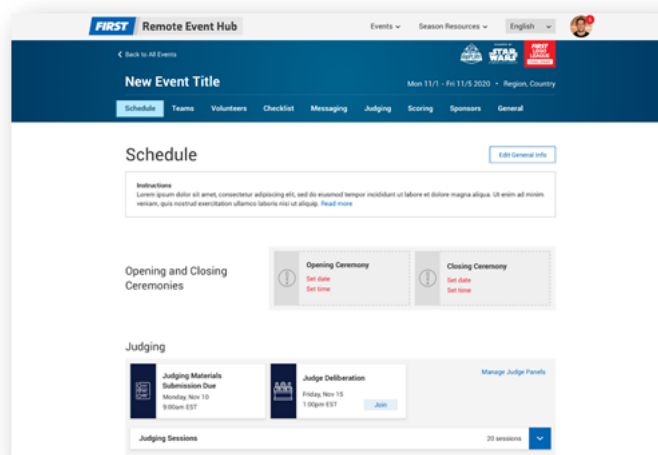 FIRST Remote Event Hub
Events
Season Resources
English
Back to All Events
STAR WARS
FIRST LEGO LEAGUE
New Event Title
Mon 11/1 - Fri 11/5 2020 • Region, Country
Schedule
Teams
Volunteers
Checklist
Messaging
Judging
Scoring
Sponsors
General
Schedule
Edit General Info
Instructions
Lorem ipsum dolor sit amet, consectetur adipiscing elit, sed do eiusmod tempor incididunt ut labore et dolore magna aliqua. Ut enim ad minim
veniam, quis nostrud exercitation ullamco laboris nisi ut aliquip. Read more
Opening and Closing
Ceremonies
Opening Ceremony
Set date
Set time
Closing Ceremony
Set date
Set time
Judging
Judging Materials
Submission Due
Monday, Nov 10
9:00am EST
Judge Deliberation
Friday, Nov 15
1:00pm EST
Join
Manage Judge Panels
Judging Sessions
20 sessions